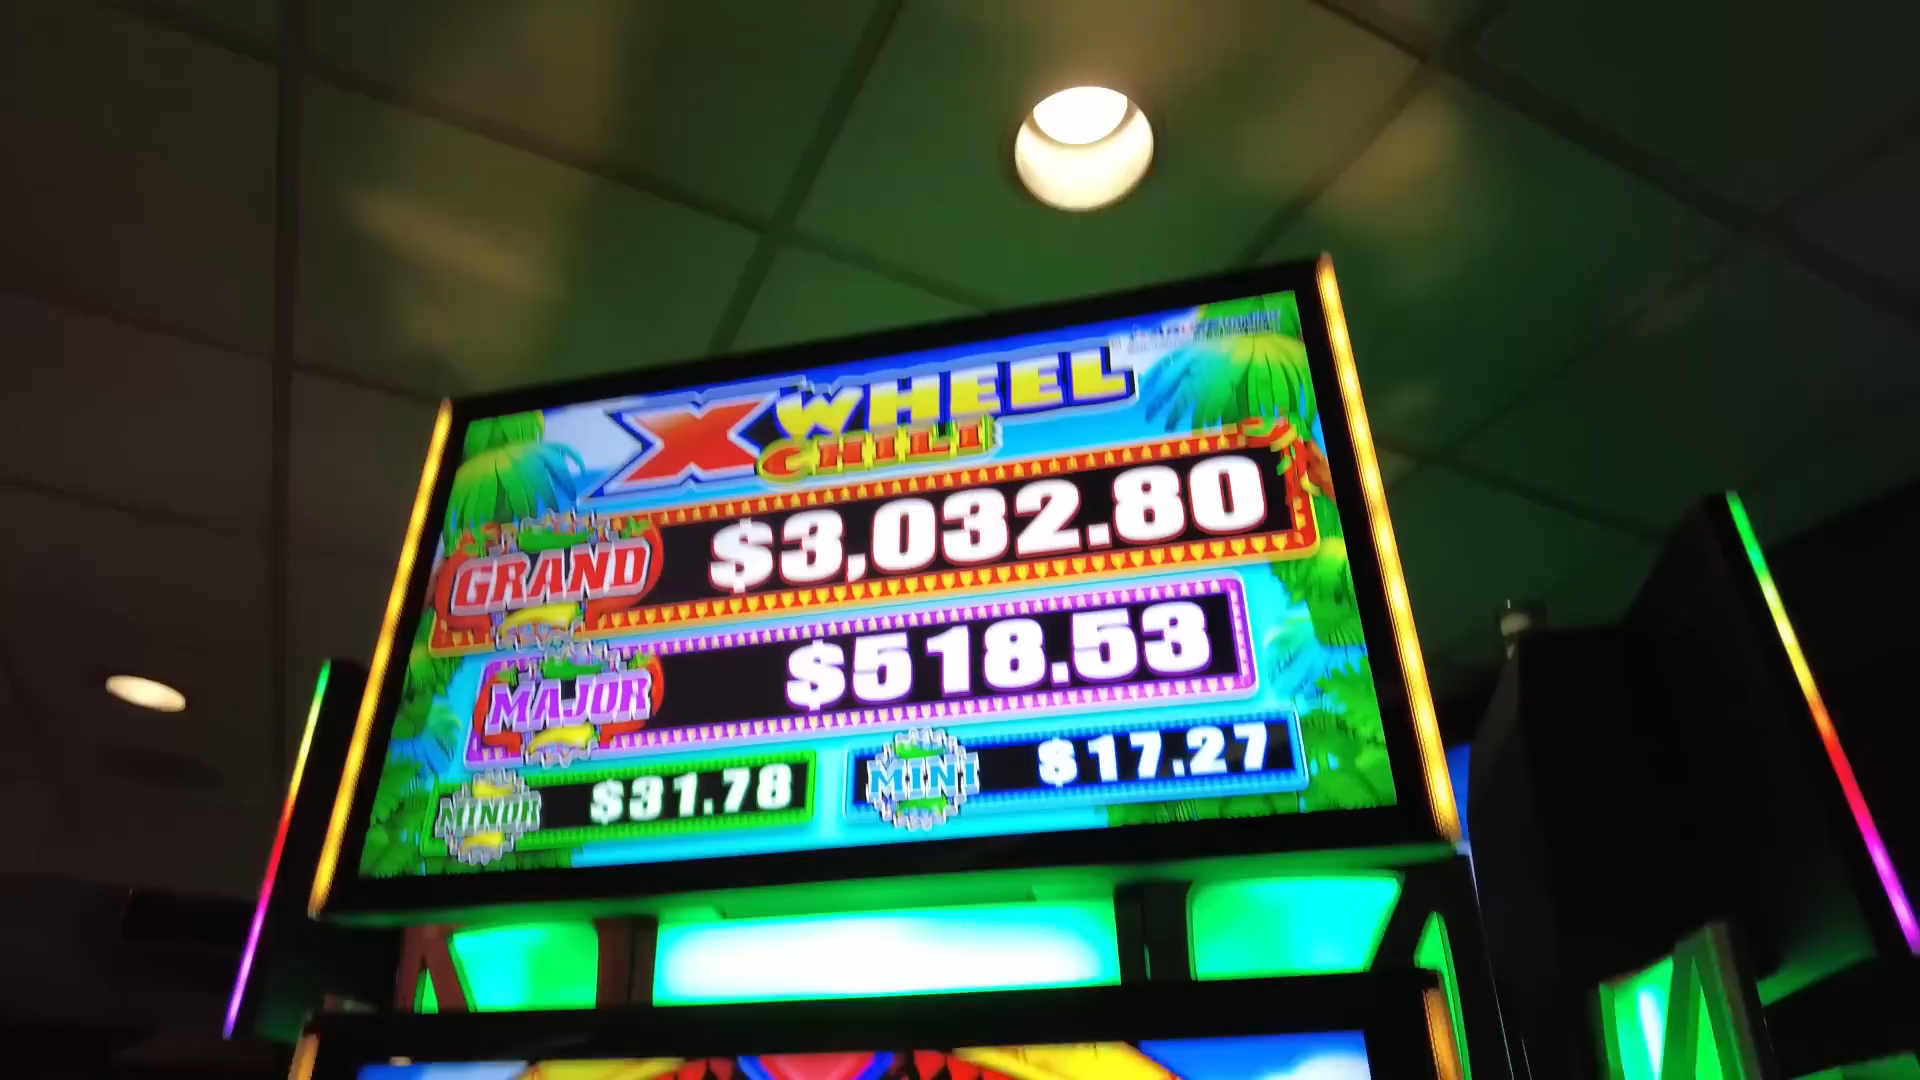 X WHEEL
CHILI
GRAND $3,032.80
MAJOR $518.53
MINOR $31.78
MINI $17.27